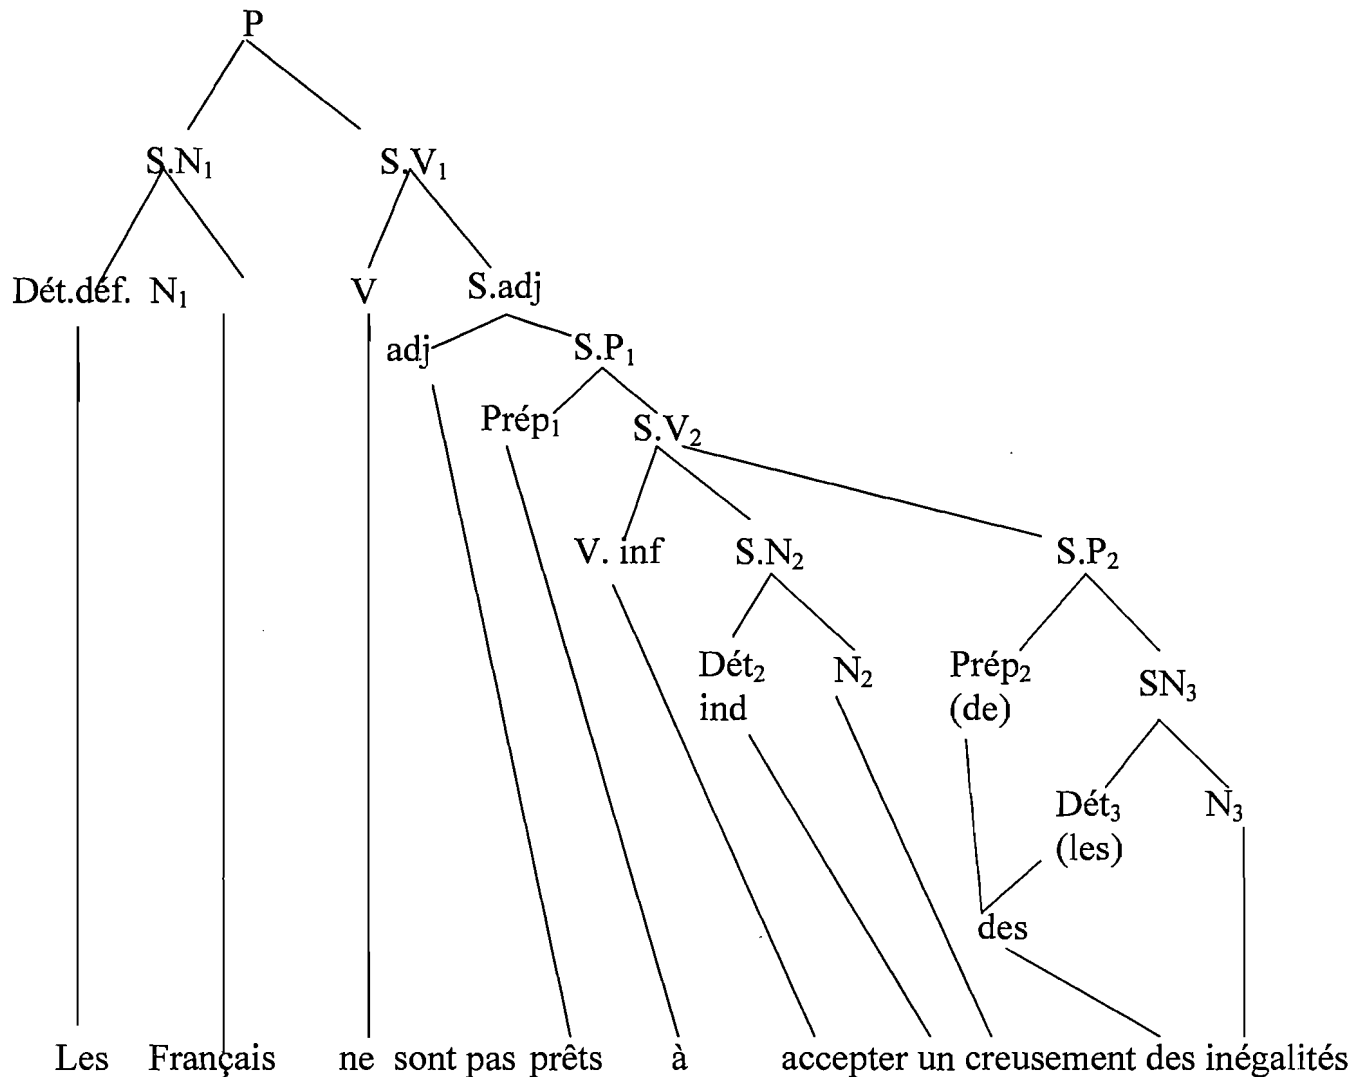 P
S.N₁ S.V₁
Dét.déf. N₁ V S.adj
adj S.P₁
Prép₁ S.V₂
V. inf S.N₂ S.P₂
Dét₂ N₂ Prép₂ SN₃
ind (de)
Dét₃ N₃
(les)
des
Les Français ne sont pas prêts à accepter un creusement des inégalités